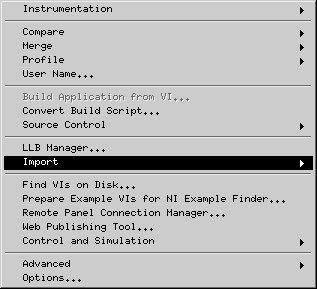 Instrumentation
Compare
Merge
Profile
User Name...
Build Application from VI...
Convert Build Script...
Source Control
LLB Manager...
Import
Find VIs on Disk...
Prepare Example VIs for NI Example Finder...
Remote Panel Connection Manager...
Web Publishing Tool...
Control and Simulation
Advanced
Options...